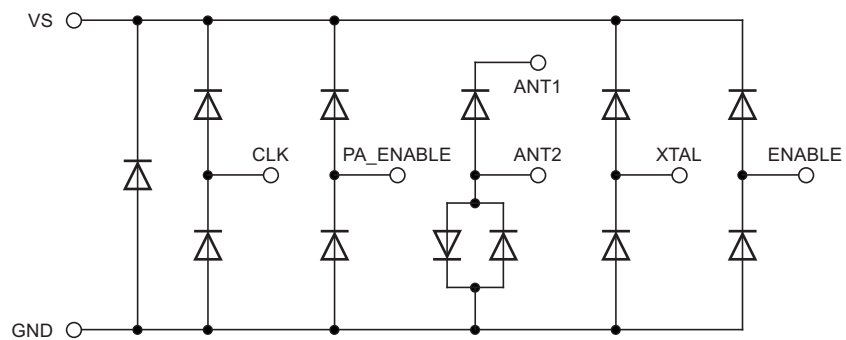 VS
ANT1
CLK
PA_ENABLE
ANT2
XTAL
ENABLE
GND